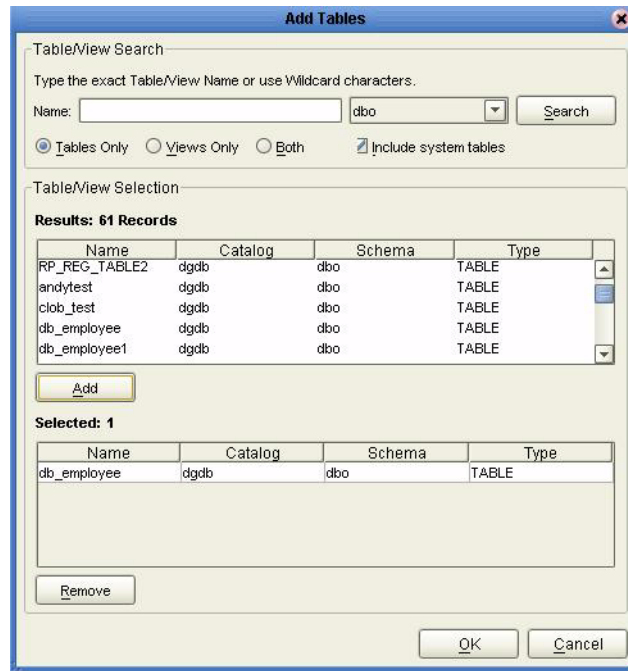 Add Tables
Table/View Search
Type the exact Table/View Name or use Wildcard characters.
Name: dbo Search
Tables Only Views Only Both Include system tables
Table/View Selection
Results: 61 Records
Name Catalog Schema Type
RP_REG_TABLE2 dgdb dbo TABLE
andytest dgdb dbo TABLE
clob_test dgdb dbo TABLE
db_employee dgdb dbo TABLE
db_employee1 dgdb dbo TABLE
Add
Selected: 1
Name Catalog Schema Type
db_employee dgdb dbo TABLE
Remove
OK Cancel